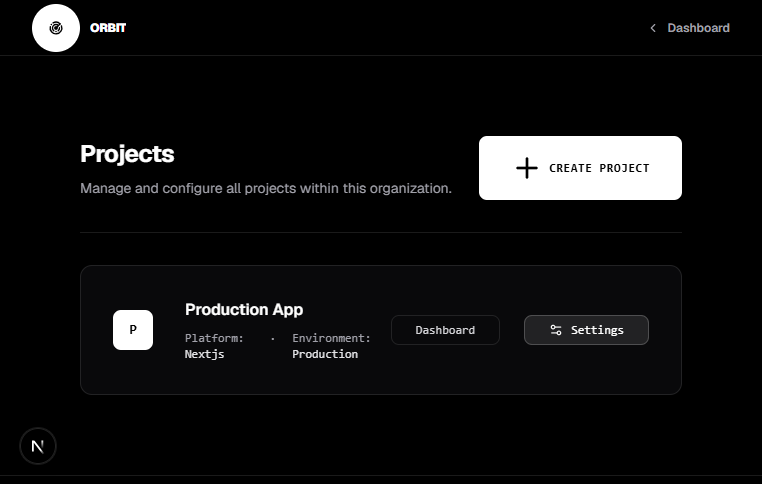 ORBIT
Dashboard
Projects
Manage and configure all projects within this organization.
CREATE PROJECT
P
Production App
Platform: · Environment:
Nextjs Production
Dashboard
Settings
N